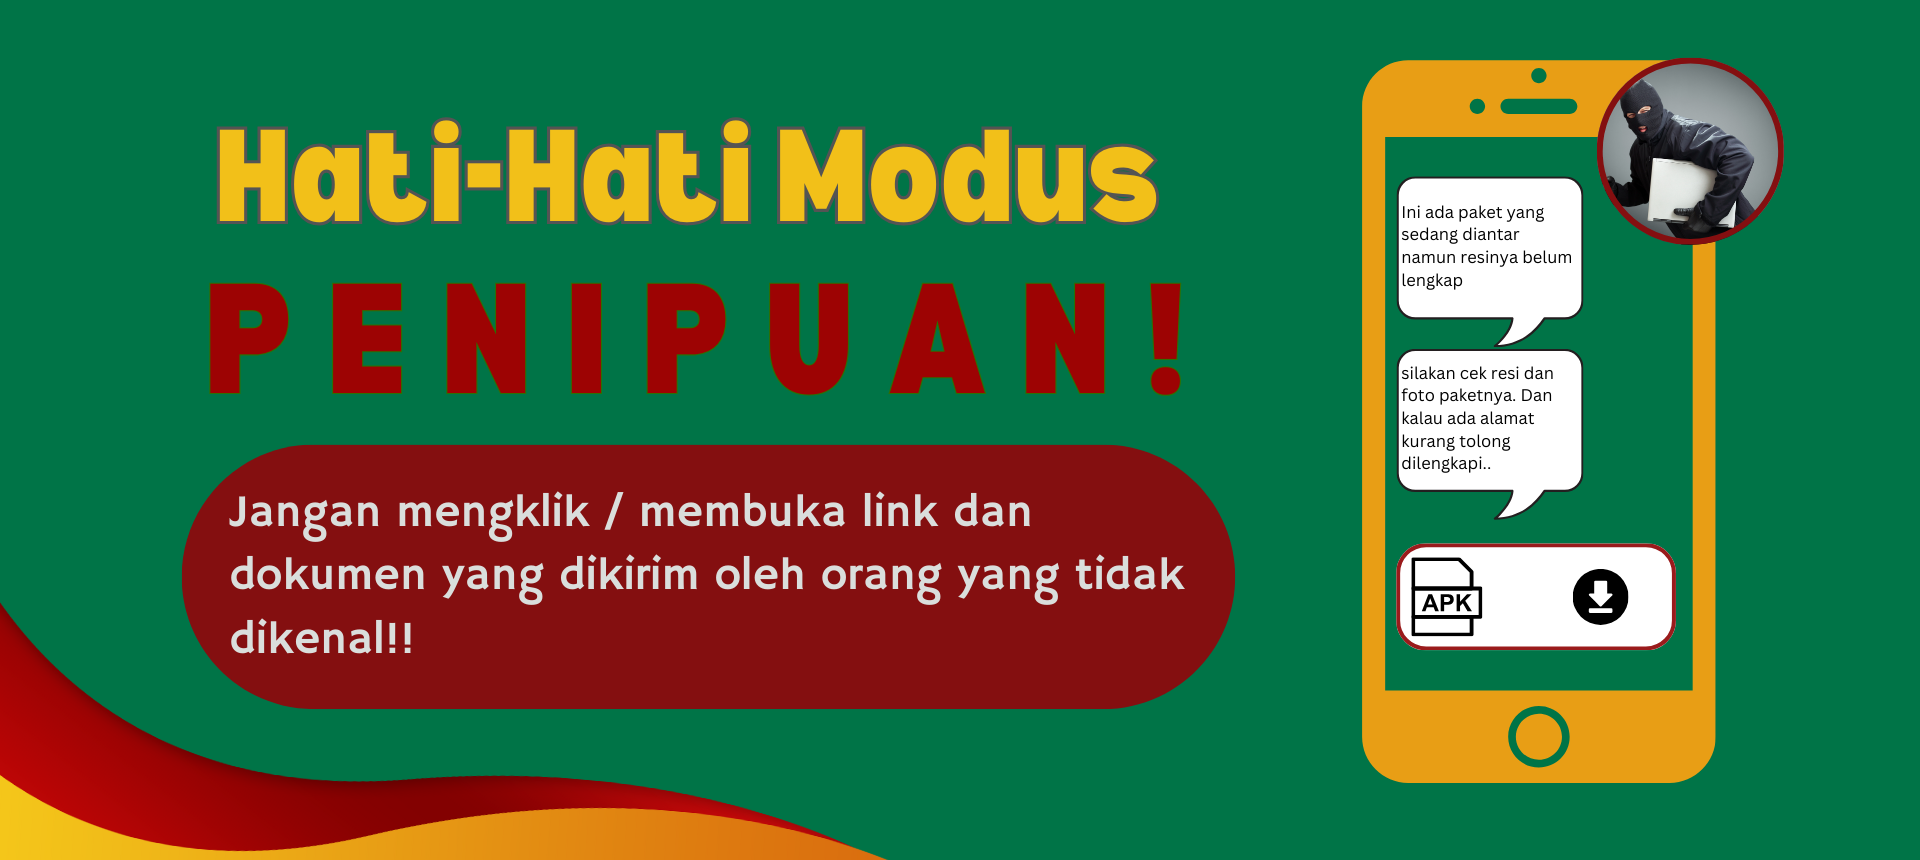 Hati-Hati Modus
PENIPUAN!
Jangan mengklik / membuka link dan
dokumen yang dikirim oleh orang yang tidak
dikenal!!
Ini ada paket yang
sedang diantar
namun resinya belum
lengkap
silakan cek resi dan
foto paketnya. Dan
kalau ada alamat
kurang tolong
dilengkapi..
APK